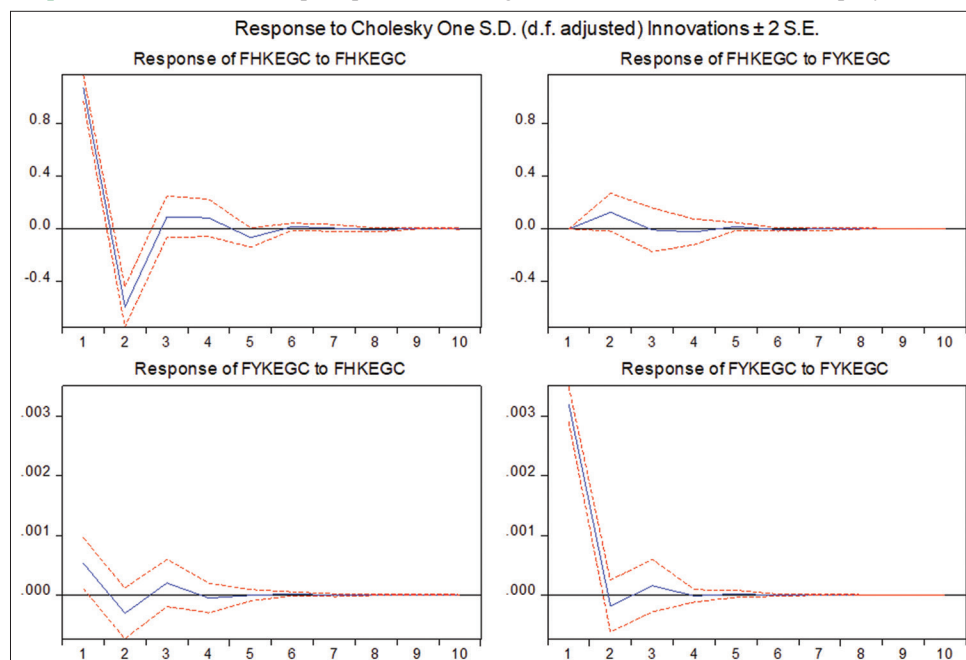 Response to Cholesky One S.D. (d.f. adjusted) Innovations ± 2 S.E.
Response of FHKEGC to FHKEGC
0.8
0.4
0.0
-0.4
1 2 3 4 5 6 7 8 9 10
Response of FHKEGC to FYKEGC
0.8
0.4
0.0
-0.4
1 2 3 4 5 6 7 8 9 10
Response of FYKEGC to FHKEGC
.003
.002
.001
.000
1 2 3 4 5 6 7 8 9 10
Response of FYKEGC to FYKEGC
.003
.002
.001
.000
1 2 3 4 5 6 7 8 9 10